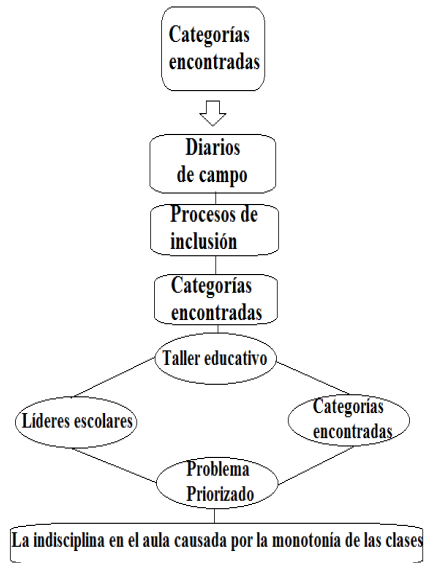 Categorías
encontradas
Diarios
de campo
Procesos de
inclusión
Categorías
encontradas
Taller educativo
Líderes escolares
Categorías
encontradas
Problema
Priorizado
La indisciplina en el aula causada por la monotonía de las clases